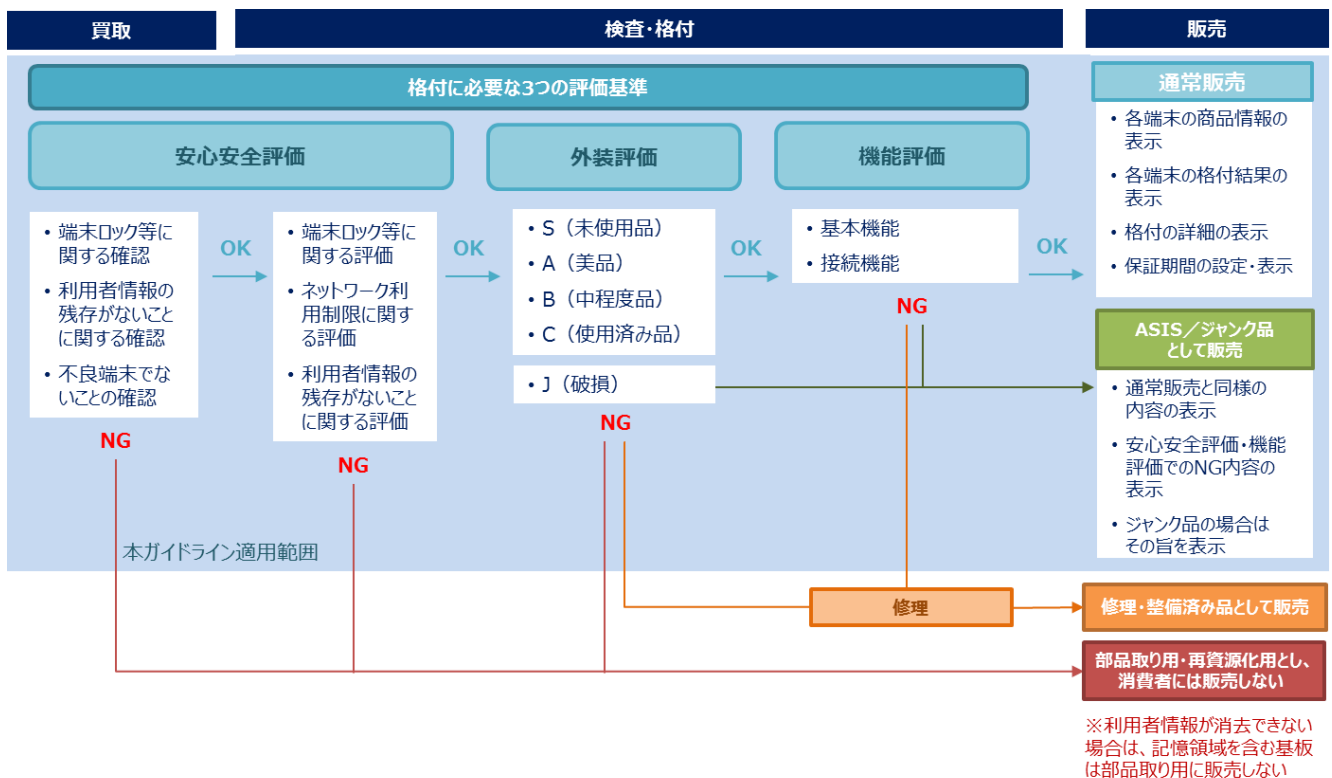 買取
検査・格付
販売
格付に必要な3つの評価基準
安心安全評価
外装評価
機能評価
• 端末ロック等に
関する確認
• 利用者情報の
残存がないこと
に関する確認
• 不良端末でな
いことの確認
OK
• 端末ロック等に
関する評価
• ネットワーク利
用制限に関す
る評価
• 利用者情報の
残存がないこと
に関する評価
OK
• S（未使用品）
• A（美品）
• B（中程度品）
• C（使用済み品）
• J（破損）
OK
• 基本機能
• 接続機能
OK
NG
NG
NG
NG
本ガイドライン適用範囲
通常販売
• 各端末の商品情報の
表示
• 各端末の格付結果の
表示
• 格付の詳細の表示
• 保証期間の設定・表示
ASIS／ジャンク品
として販売
• 通常販売と同様の
内容の表示
• 安心安全評価・機能
評価でのNG内容の
表示
• ジャンク品の場合は
その旨を表示
修理
修理・整備済み品として販売
部品取り用・再資源化用とし、
消費者には販売しない
※利用者情報が消去できない
場合は、記憶領域を含む基板
は部品取り用に販売しない